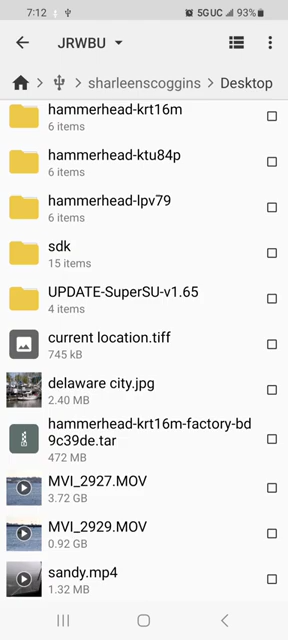 7:12
5G UC 93%
JRWBU
sharleenscoggins > Desktop
hammerhead-krt16m
6 items
hammerhead-ktu84p
6 items
hammerhead-lpv79
6 items
sdk
15 items
UPDATE-SuperSU-v1.65
4 items
current location.tiff
745 kB
delaware city.jpg
2.40 MB
hammerhead-krt16m-factory-bd
9c39de.tar
472 MB
MVI_2927.MOV
3.72 GB
MVI_2929.MOV
0.92 GB
sandy.mp4
1.32 MB